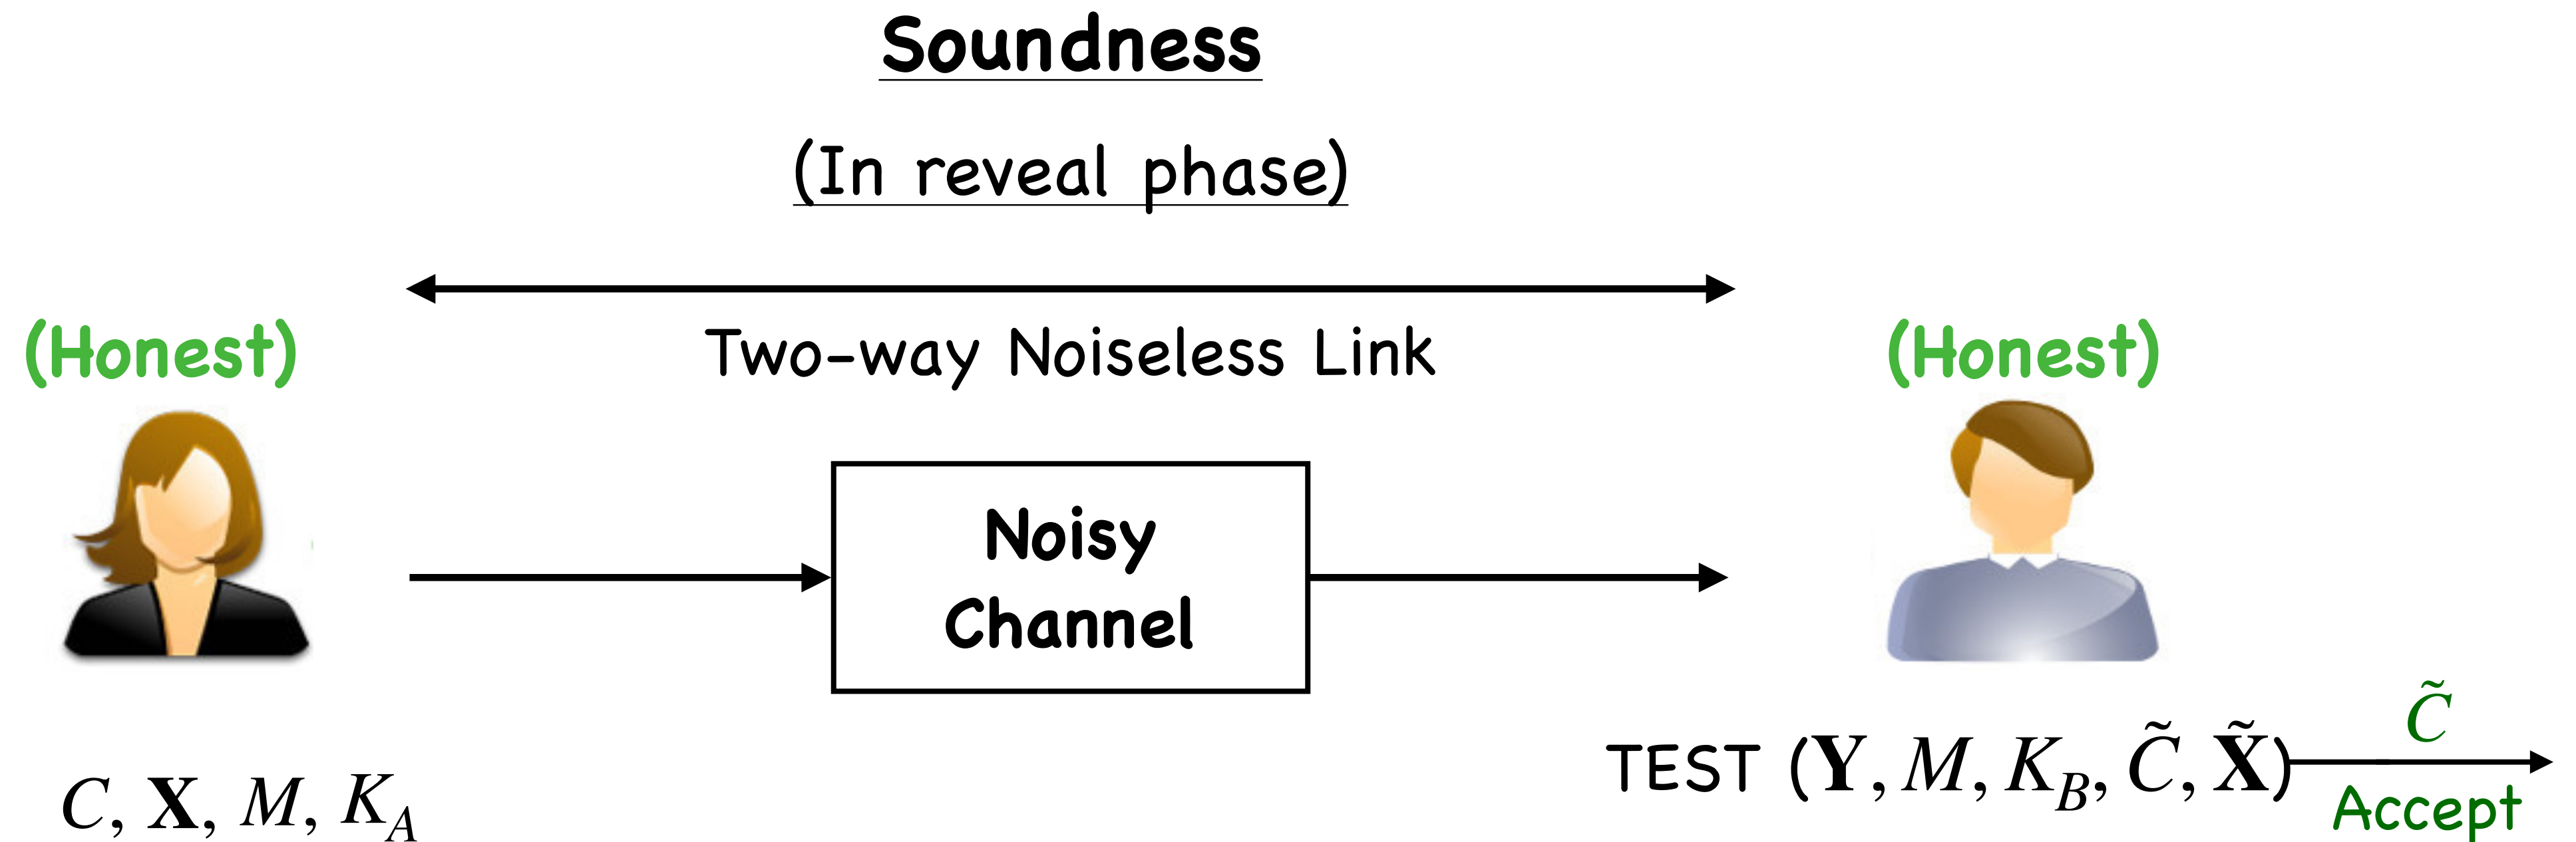 Soundness
(In reveal phase)
Two-way Noiseless Link
(Honest)
(Honest)
Noisy
Channel
C, X, M, K_A
TEST (Y, M, K_B, C̃, X̃)
C̃
Accept